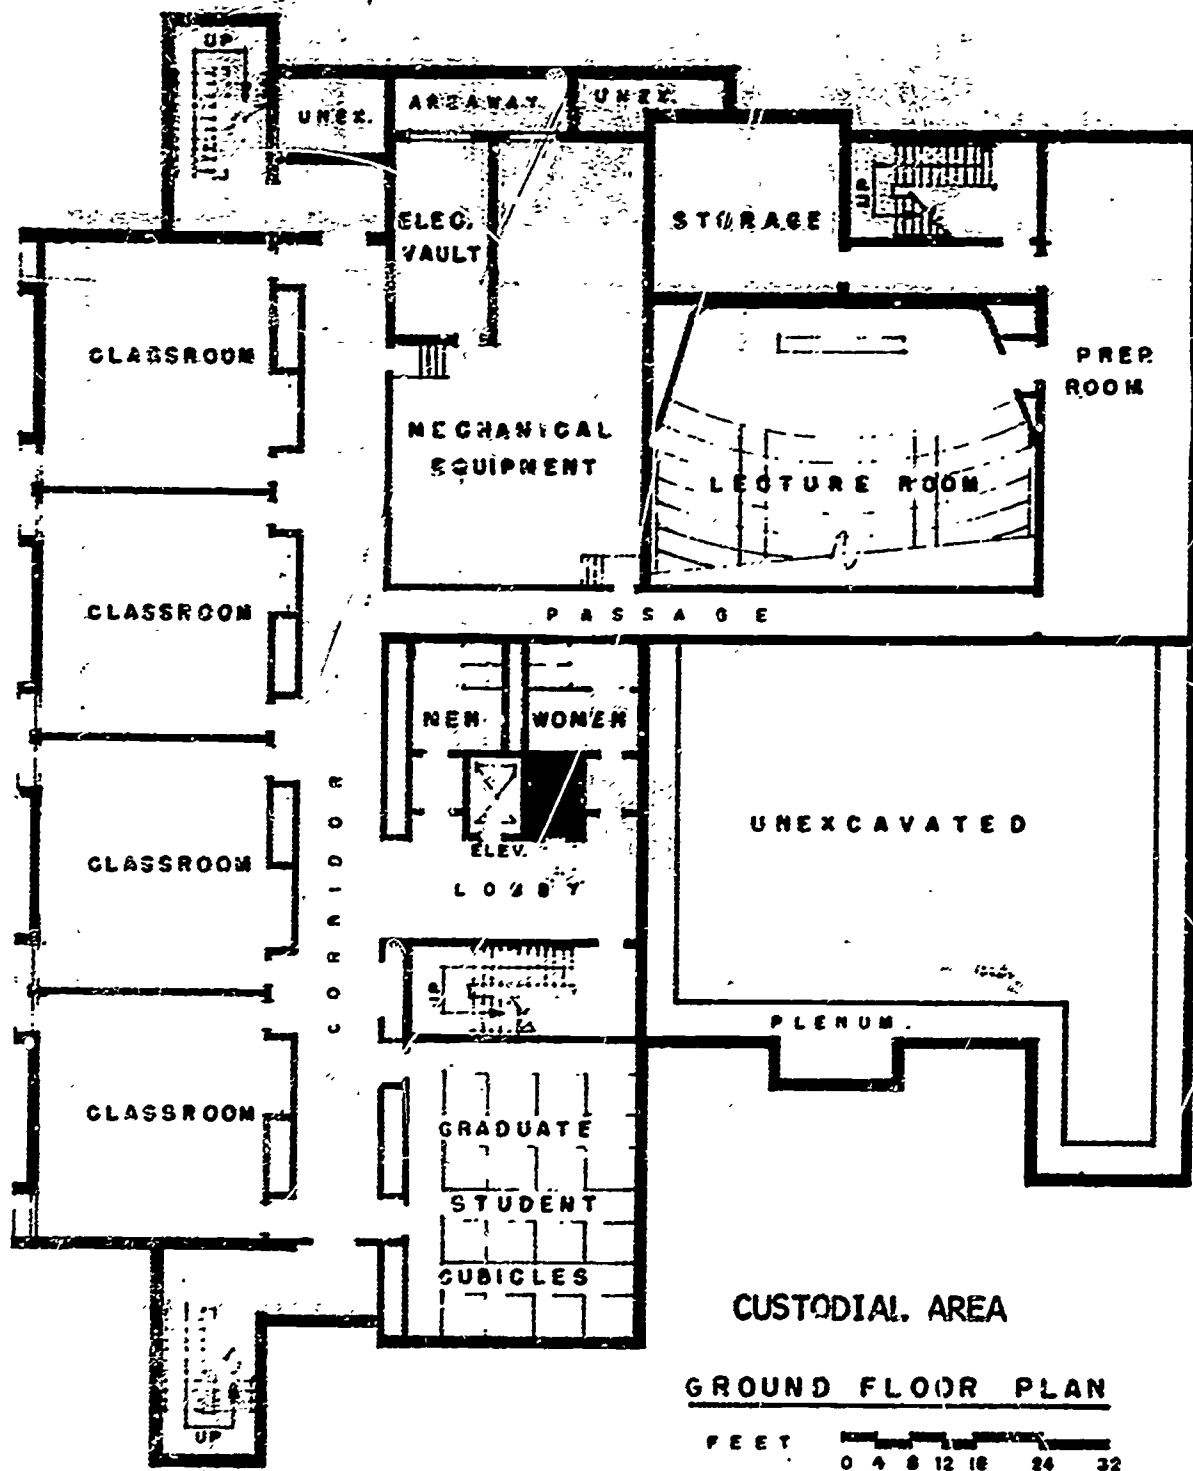 UP
UNEX.
AREAWAY
UNEX.
UP
STORAGE
ELEC.
VAULT
CLASSROOM
PREP.
ROOM
MECHANICAL
EQUIPMENT
LECTURE ROOM
CLASSROOM
PASSAGE
MEN
WOMEN
CORRIDOR
UNEXCAVATED
ELEV.
CLASSROOM
LOBBY
UP
PLENUM.
CLASSROOM
GRADUATE
STUDENT
CUBICLES
CUSTODIAL AREA
GROUND FLOOR PLAN
UP
FEET
0 4 8 12 16 24 32